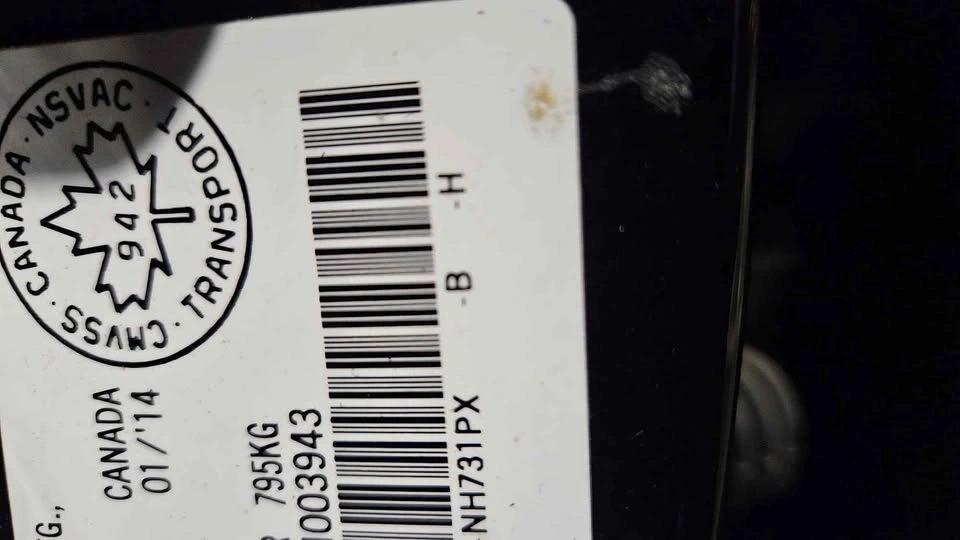 CMVSS · CANADA · NSVAC · TRANSPORT ·
942
G.,
CANADA
01/'14
795KG
003943
NH731PX -B -H